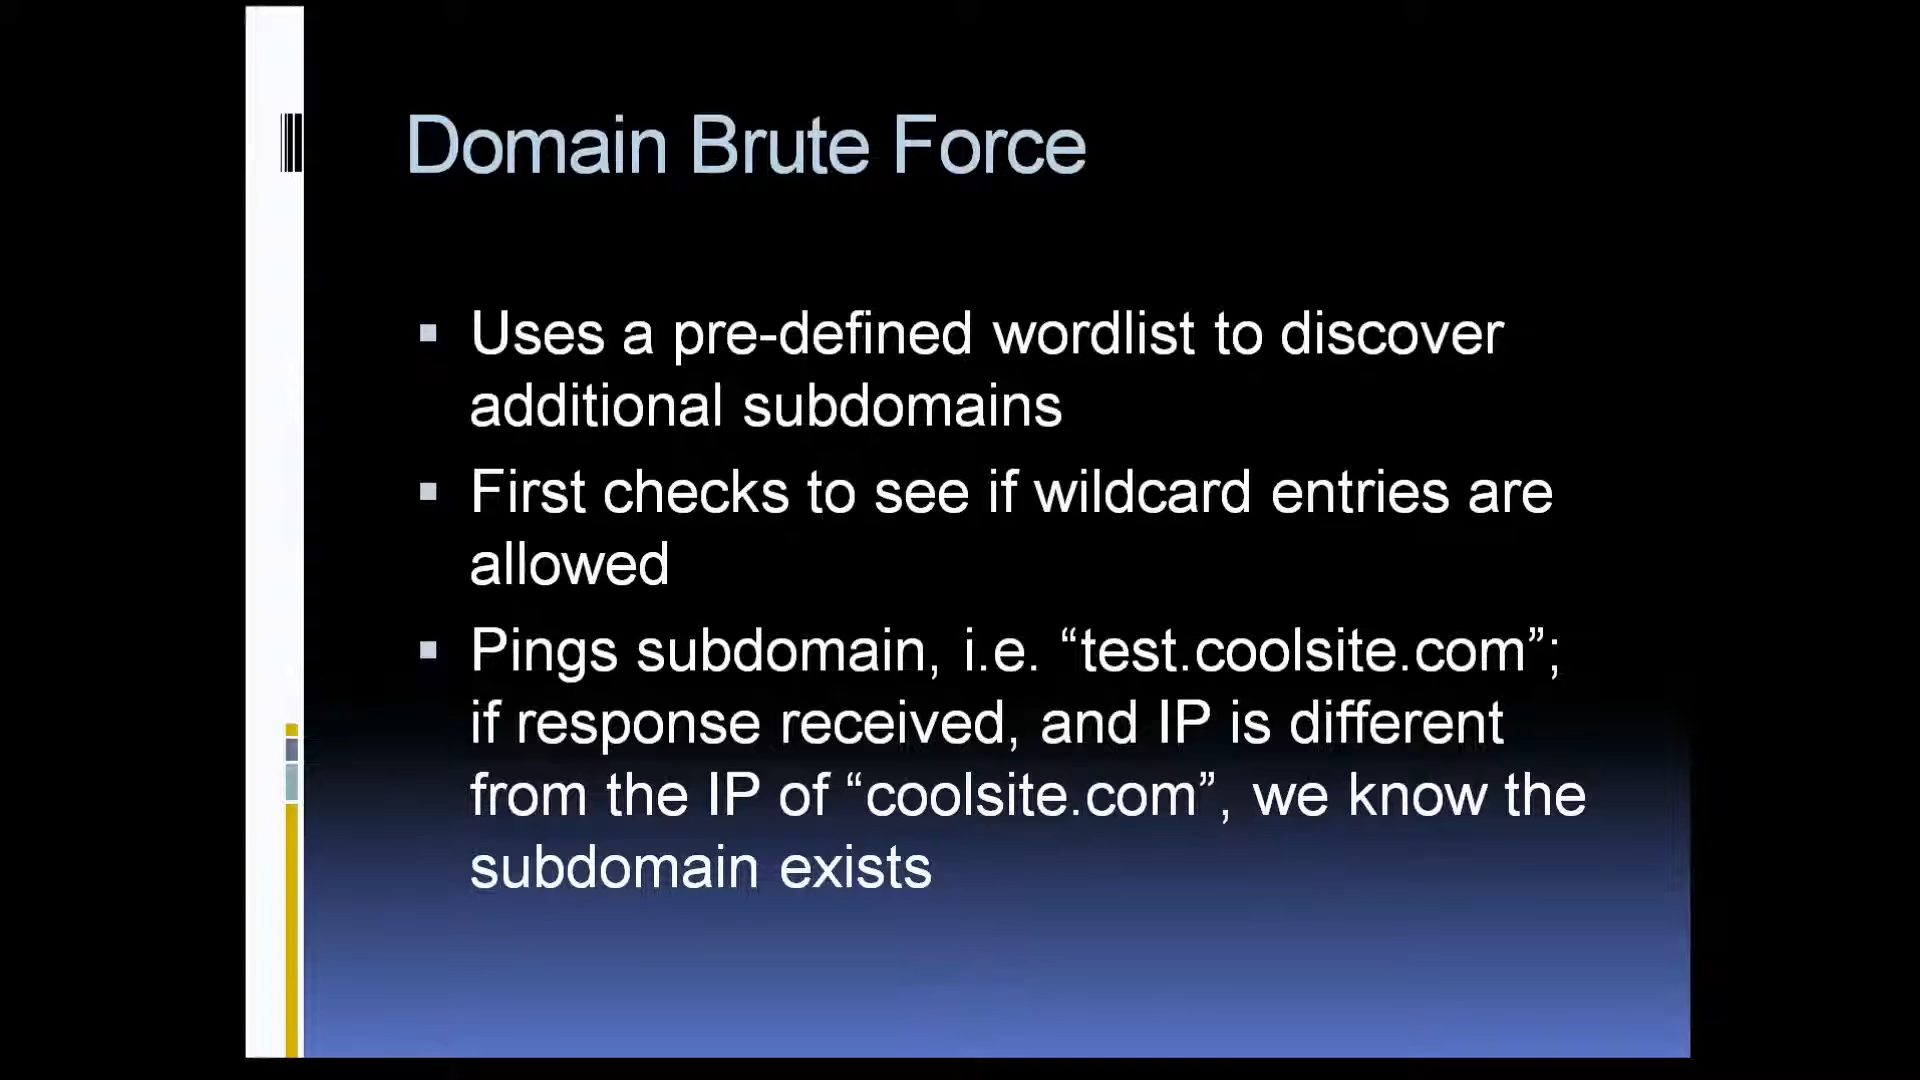 Domain Brute Force
Uses a pre-defined wordlist to discover
additional subdomains
First checks to see if wildcard entries are
allowed
Pings subdomain, i.e. “test.coolsite.com”;
if response received, and IP is different
from the IP of “coolsite.com”, we know the
subdomain exists